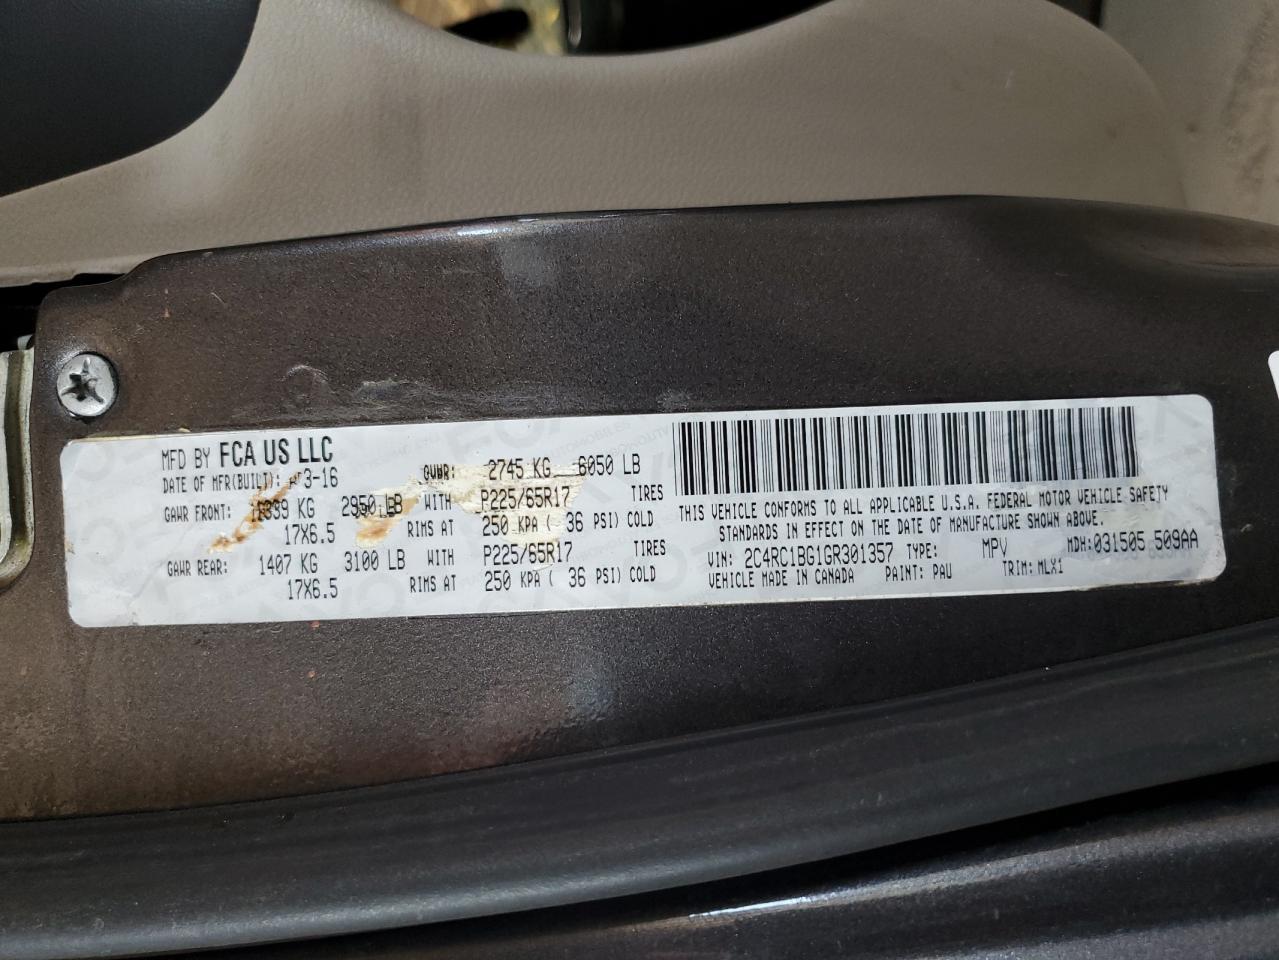 MFD BY FCA US LLC
DATE OF MFR(BUILT): 3-16 GVWR: 2745 KG 6050 LB
GAWR FRONT: KG 2950 LB WITH P225/65R17 TIRES
17X6.5 RIMS AT 250 KPA ( 36 PSI) COLD
GAWR REAR: 1407 KG 3100 LB WITH P225/65R17 TIRES
17X6.5 RIMS AT 250 KPA ( 36 PSI) COLD
THIS VEHICLE CONFORMS TO ALL APPLICABLE U.S.A. FEDERAL MOTOR VEHICLE SAFETY
STANDARDS IN EFFECT ON THE DATE OF MANUFACTURE SHOWN ABOVE.
VIN: 2C4RC1BG1GR301357 TYPE: MPV MDH:031505 509AA
VEHICLE MADE IN CANADA PAINT: PAU TRIM: MLX1